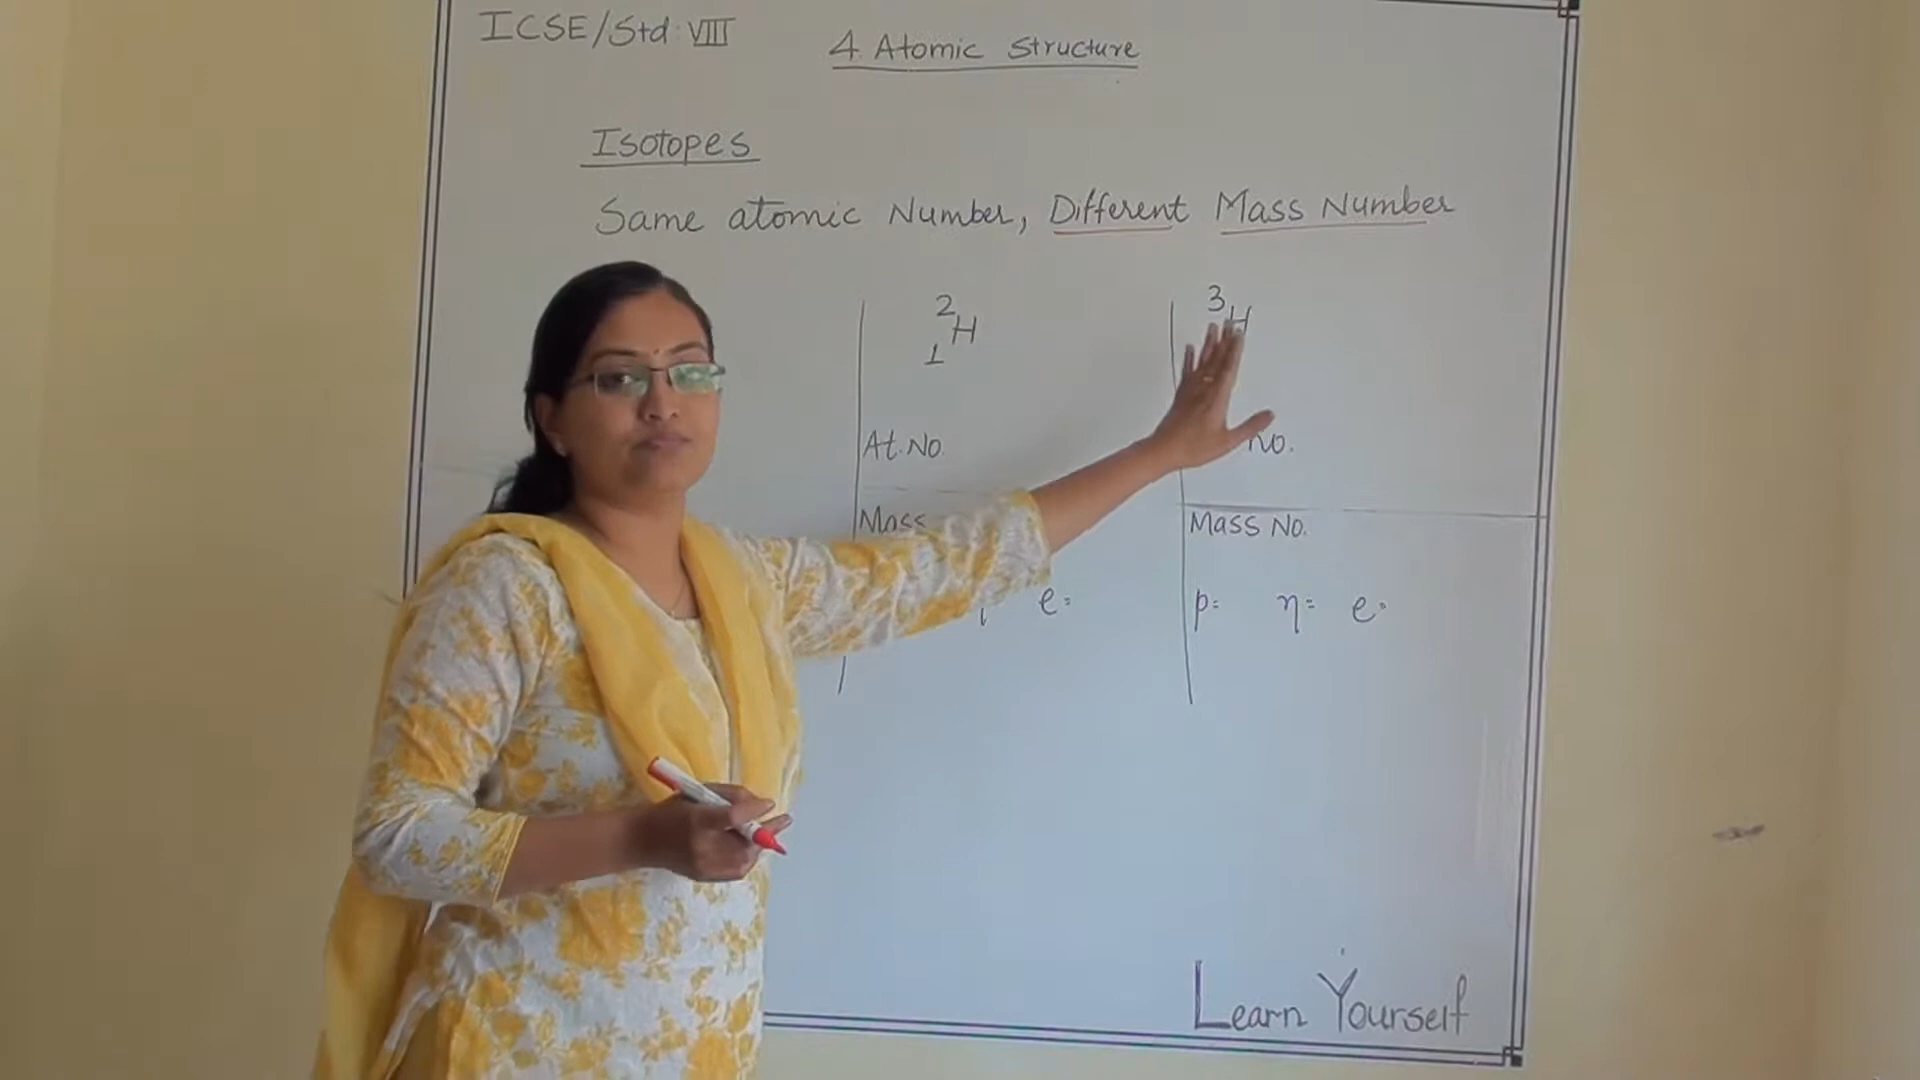 ICSE/Std: VIII
4. Atomic Structure
Isotopes
Same atomic Number, Different Mass Number
2
H
1
3
H
At. No.
No.
Mass
Mass No.
e=
p= η= e=
Learn Yourself